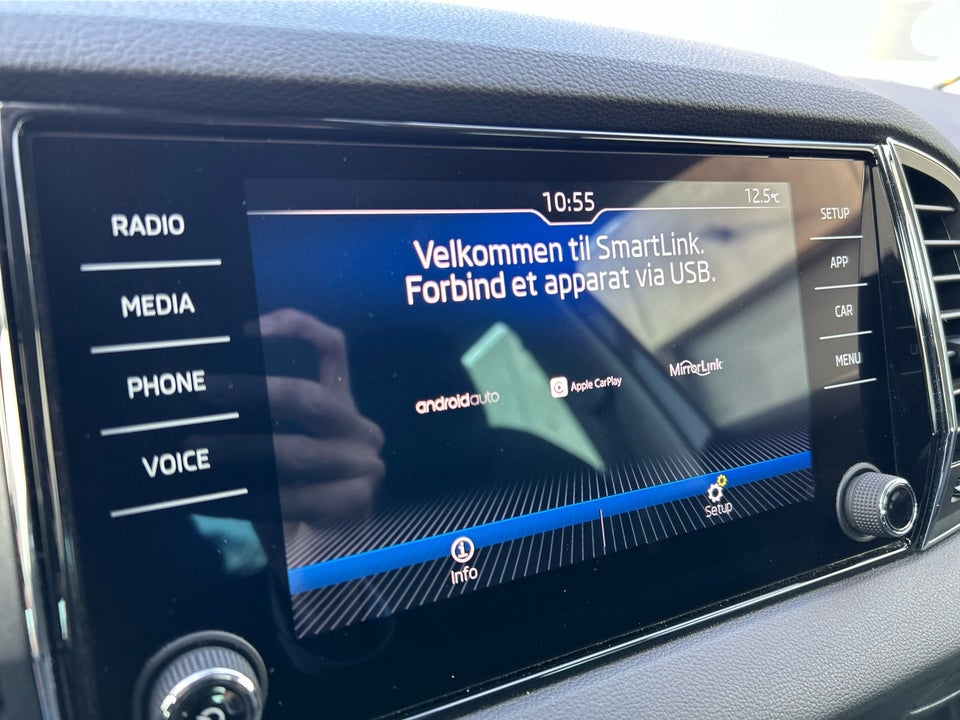 10:55
12.5°C
Velkommen til SmartLink.
Forbind et apparat via USB.
RADIO
MEDIA
PHONE
VOICE
SETUP
APP
CAR
MENU
androidauto
Apple CarPlay
MirrorLink
Info
Setup